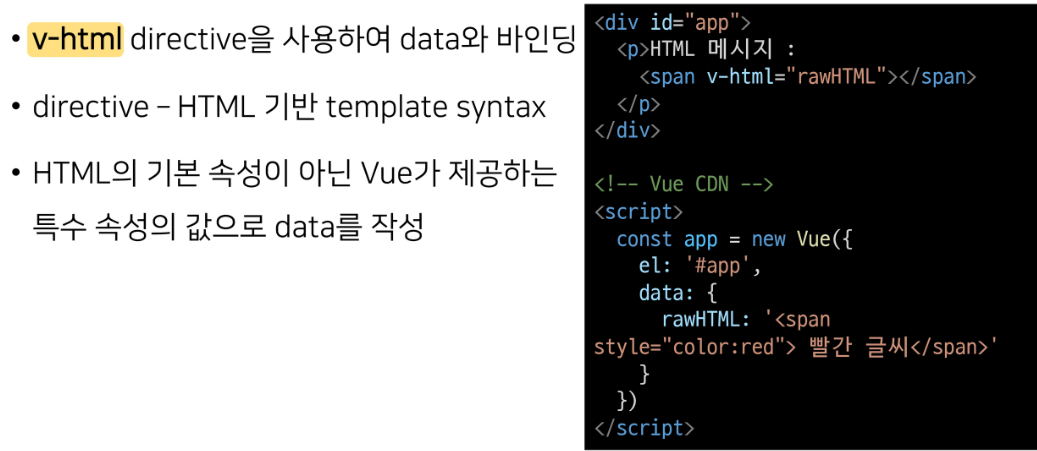 • v-html directive을 사용하여 data와 바인딩
• directive – HTML 기반 template syntax
• HTML의 기본 속성이 아닌 Vue가 제공하는
특수 속성의 값으로 data를 작성
<div id="app">
  <p>HTML 메시지 :
    <span v-html="rawHTML"></span>
  </p>
</div>

<!-- Vue CDN -->
<script>
  const app = new Vue({
    el: '#app',
    data: {
      rawHTML: '<span
style="color:red"> 빨간 글씨</span>'
    }
  })
</script>